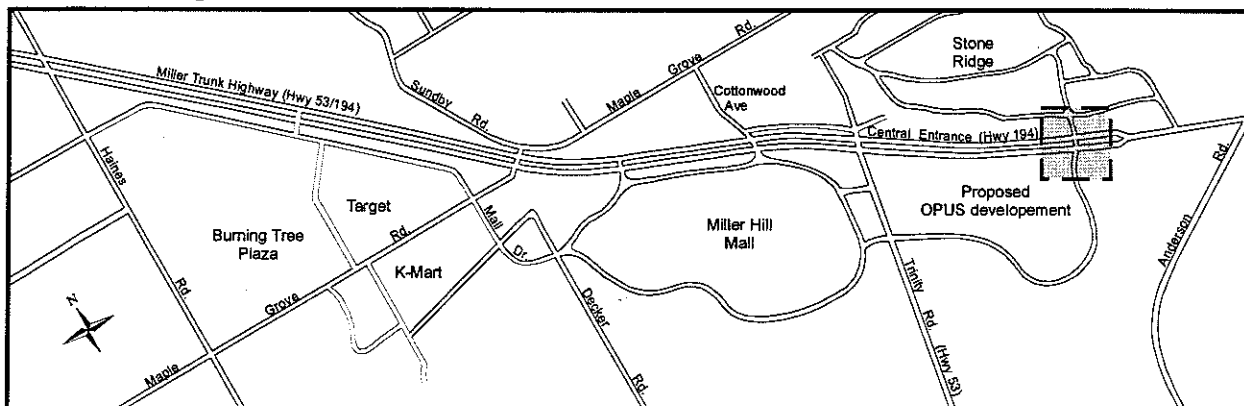 Miller Trunk Highway (Hwy 53/194)
Sundby
Rd.
Maple
Grove
Rd.
Cottonwood
Ave
Stone
Ridge
Central Entrance (Hwy 194)
Haines
Rd.
Burning Tree
Plaza
Target
K-Mart
Mall
Dr.
Maple
Grove
Rd.
Decker
Rd.
Miller Hill
Mall
Trinity
Rd.
(Hwy 53)
Proposed
OPUS developement
Anderson
Rd.
N